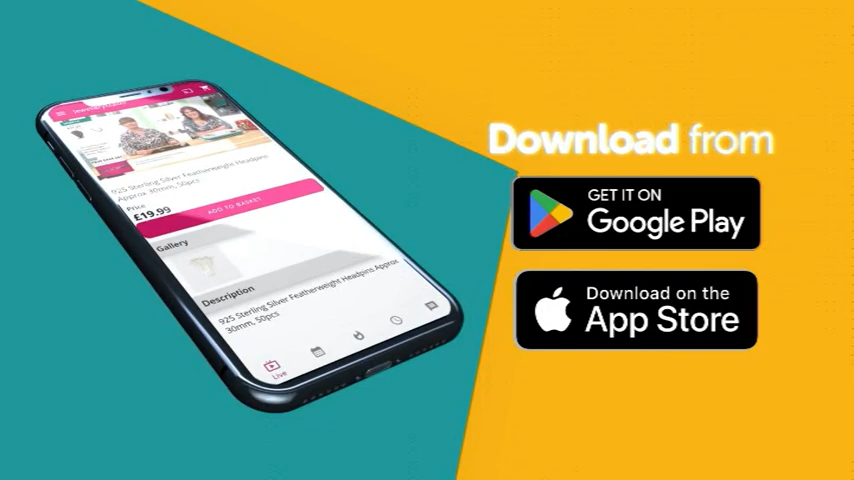 925 Sterling Silver Featherweight Headpins
Approx 30mm, 50pcs
Price
£19.99
ADD TO BASKET
Gallery
Description
925 Sterling Silver Featherweight Headpins Approx
30mm, 50pcs
Live
Download from
GET IT ON
Google Play
Download on the
App Store